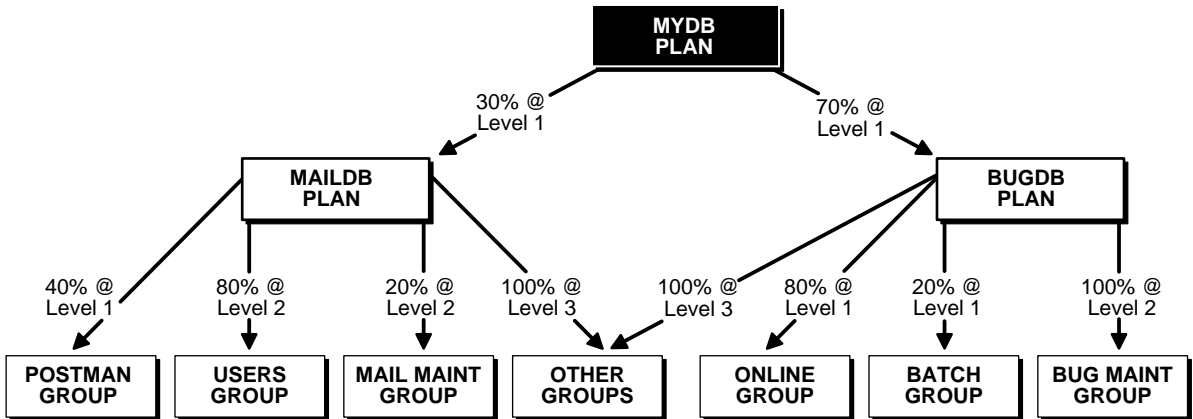 MYDB
PLAN
30% @
Level 1
70% @
Level 1
MAILDB
PLAN
BUGDB
PLAN
40% @
Level 1
80% @
Level 2
20% @
Level 2
100% @
Level 3
100% @
Level 3
80% @
Level 1
20% @
Level 1
100% @
Level 2
POSTMAN
GROUP
USERS
GROUP
MAIL MAINT
GROUP
OTHER
GROUPS
ONLINE
GROUP
BATCH
GROUP
BUG MAINT
GROUP